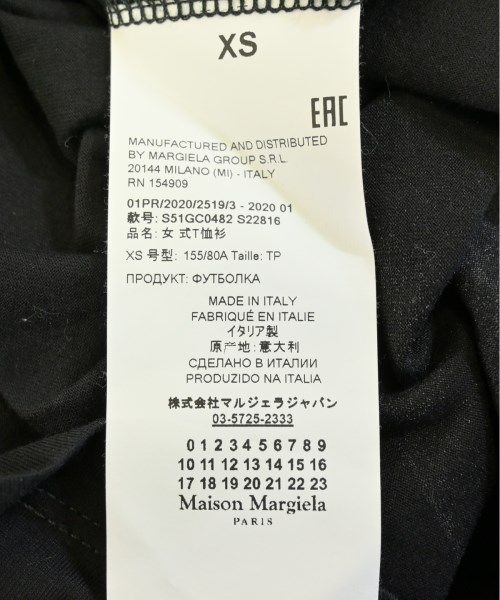 XS
EAC
MANUFACTURED AND DISTRIBUTED
BY MARGIELA GROUP S.R.L.
20144 MILANO (MI) - ITALY
RN 154909
01PR/2020/2519/3 - 2020 01
款号: S51GC0482 S22816
品名: 女 式T恤衫
XS 号型: 155/80A Taille: TP
ПРОДУКТ: ФУТБОЛКА
MADE IN ITALY
FABRIQUÉ EN ITALIE
イタリア製
原产地: 意大利
СДЕЛАНО В ИТАЛИИ
PRODUZIDO NA ITALIA
株式会社マルジェラジャパン
03-5725-2333
0 1 2 3 4 5 6 7 8 9
10 11 12 13 14 15 16
17 18 19 20 21 22 23
Maison Margiela
PARIS